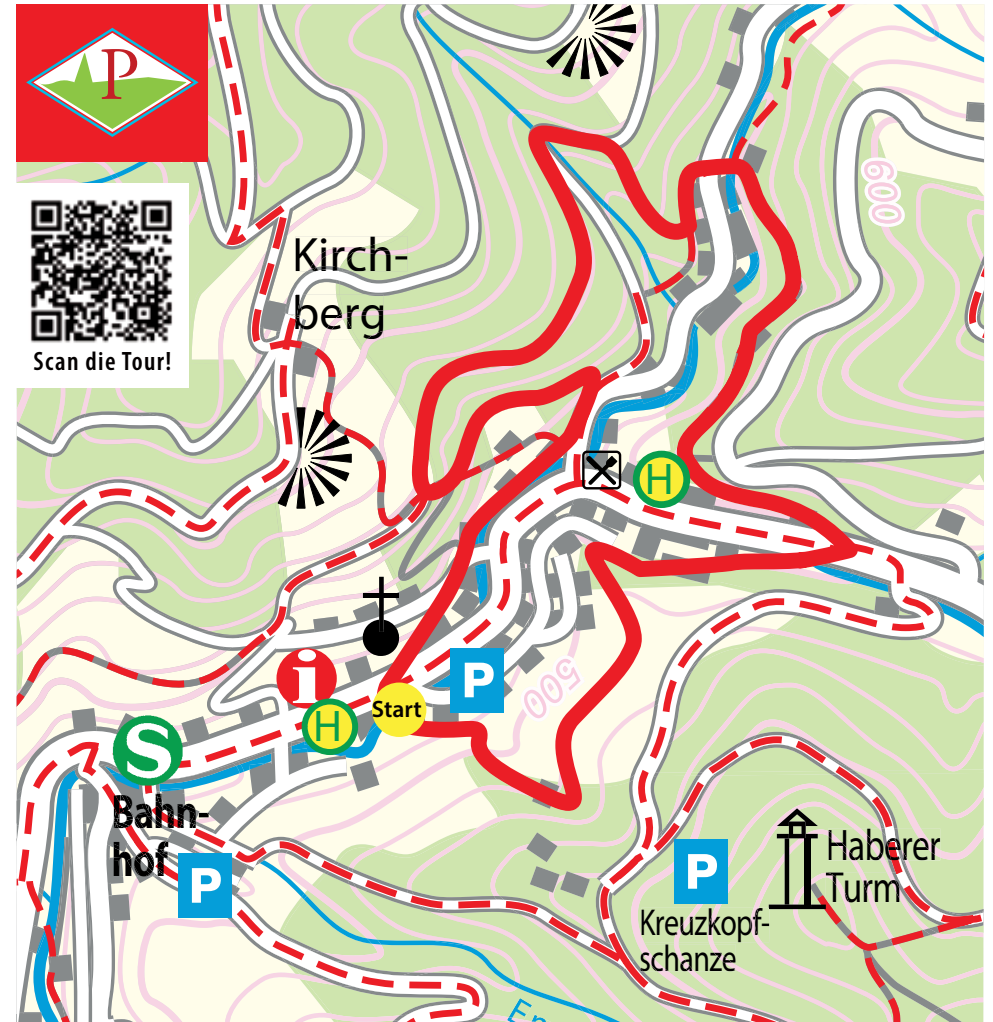 P
Scan die Tour!
Kirch-
berg
600
H
500
i
P
Start
H
S
Bahn-
hof
P
P
Haberer
Turm
Kreuzkopf-
schanze